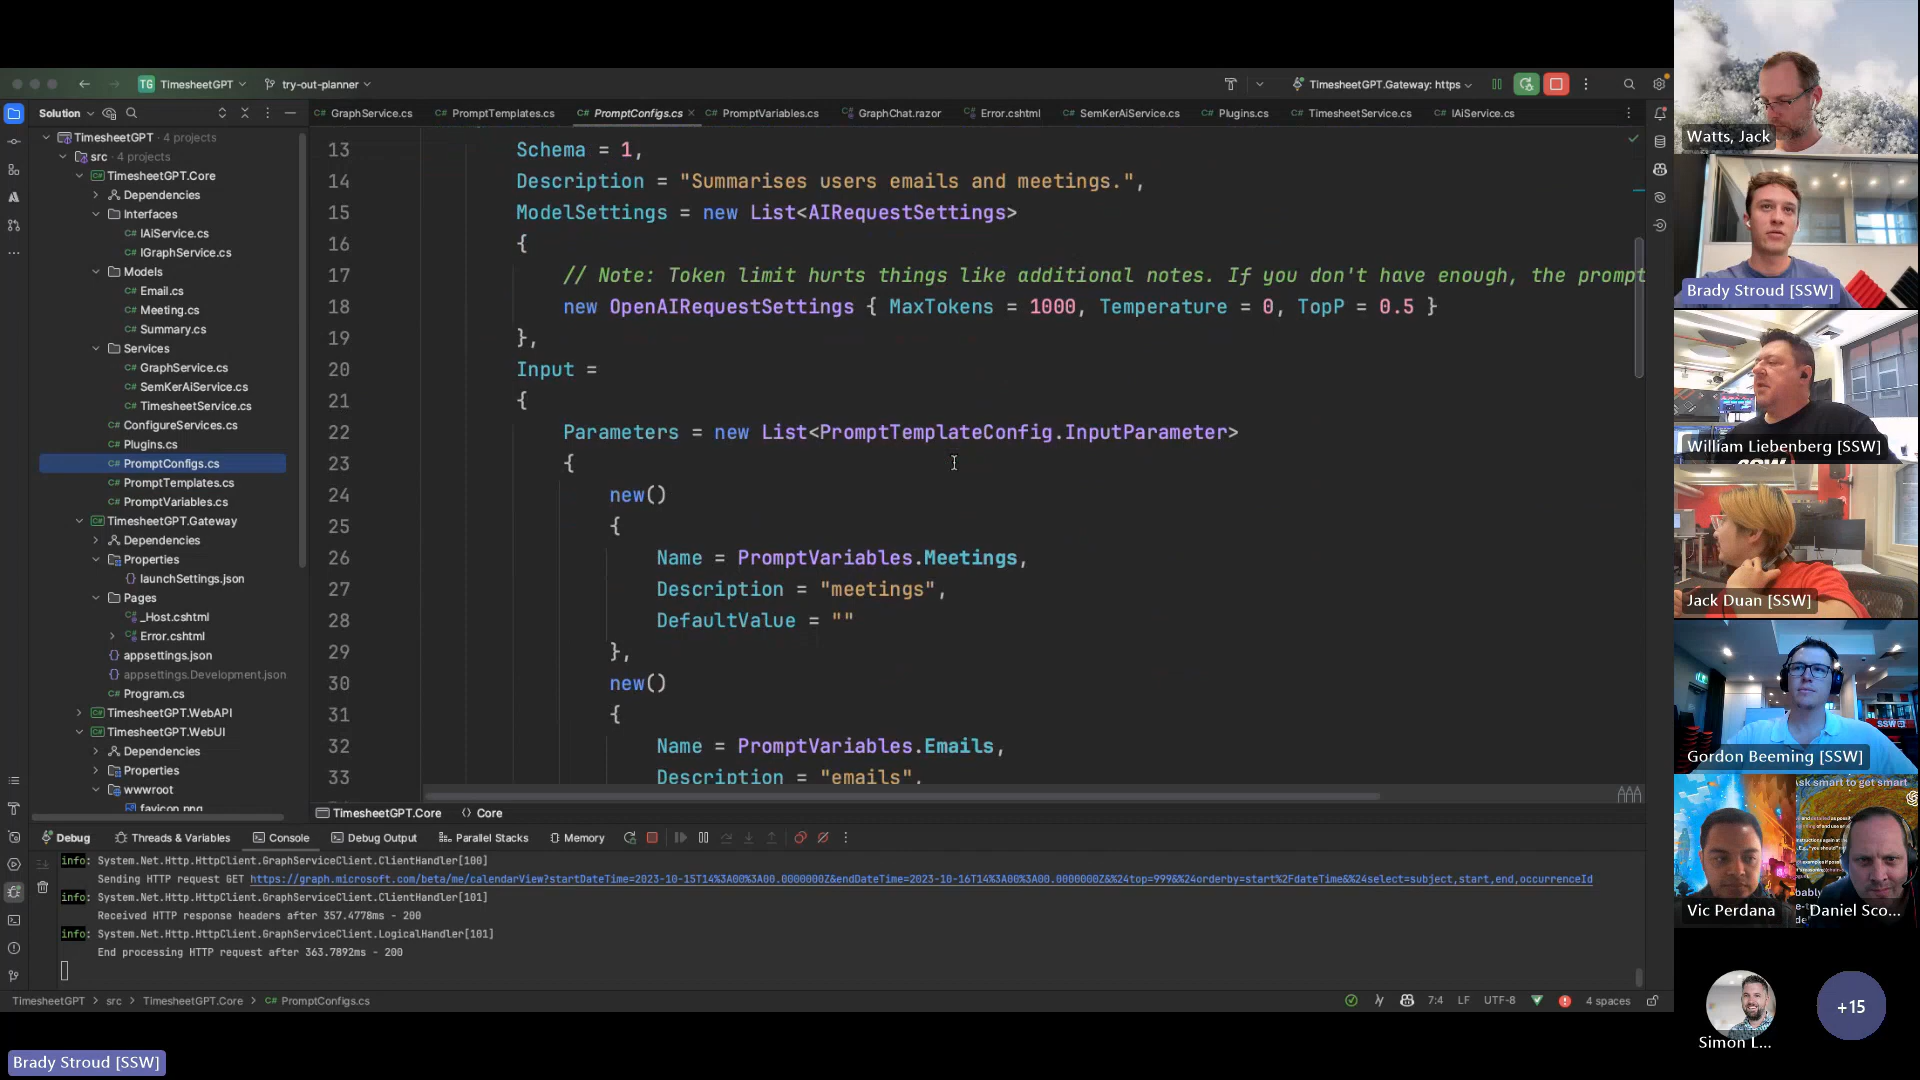 TG TimesheetGPT
try-out-planner
TimesheetGPT.Gateway: https
Solution
C# GraphService.cs
C# PromptTemplates.cs
C# PromptConfigs.cs
C# PromptVariables.cs
GraphChat.razor
Error.cshtml
C# SemKerAiService.cs
C# Plugins.cs
C# TimesheetService.cs
C# IAiService.cs
TimesheetGPT 4 projects
src 4 projects
TimesheetGPT.Core
Dependencies
Interfaces
C# IAiService.cs
C# IGraphService.cs
Models
C# Email.cs
C# Meeting.cs
C# Summary.cs
Services
C# GraphService.cs
C# SemKerAiService.cs
C# TimesheetService.cs
C# ConfigureServices.cs
C# Plugins.cs
C# PromptConfigs.cs
C# PromptTemplates.cs
C# PromptVariables.cs
TimesheetGPT.Gateway
Dependencies
Properties
launchSettings.json
Pages
_Host.cshtml
Error.cshtml
appsettings.json
appsettings.Development.json
C# Program.cs
TimesheetGPT.WebAPI
TimesheetGPT.WebUI
Dependencies
Properties
wwwroot
favicon.png
13 Schema = 1,
14 Description = "Summarises users emails and meetings.",
15 ModelSettings = new List<AIRequestSettings>
16 {
17 // Note: Token limit hurts things like additional notes. If you don't have enough, the prompt
18 new OpenAIRequestSettings { MaxTokens = 1000, Temperature = 0, TopP = 0.5 }
19 },
20 Input =
21 {
22 Parameters = new List<PromptTemplateConfig.InputParameter>
23 {
24 new()
25 {
26 Name = PromptVariables.Meetings,
27 Description = "meetings",
28 DefaultValue = ""
29 },
30 new()
31 {
32 Name = PromptVariables.Emails,
33 Description = "emails",
TimesheetGPT.Core
Core
Debug
Threads & Variables
Console
Debug Output
Parallel Stacks
Memory
info: System.Net.Http.HttpClient.GraphServiceClient.ClientHandler[100]
Sending HTTP request GET https://graph.microsoft.com/beta/me/calendarView?startDateTime=2023-10-15T14%3A00%3A00.0000000Z&endDateTime=2023-10-16T14%3A00%3A00.0000000Z&%24top=999&%24orderby=start%2FdateTime&%24select=subject,start,end,occurrenceId
info: System.Net.Http.HttpClient.GraphServiceClient.ClientHandler[101]
Received HTTP response headers after 357.4778ms - 200
info: System.Net.Http.HttpClient.GraphServiceClient.LogicalHandler[101]
End processing HTTP request after 363.7892ms - 200
TimesheetGPT > src > TimesheetGPT.Core > C# PromptConfigs.cs
7:4 LF UTF-8 4 spaces
Brady Stroud [SSW]
Watts, Jack
Brady Stroud [SSW]
William Liebenberg [SSW]
Jack Duan [SSW]
SSW
Gordon Beeming [SSW]
Ask smart to get smart
Vic Perdana
Daniel Sco...
Simon L...
+15